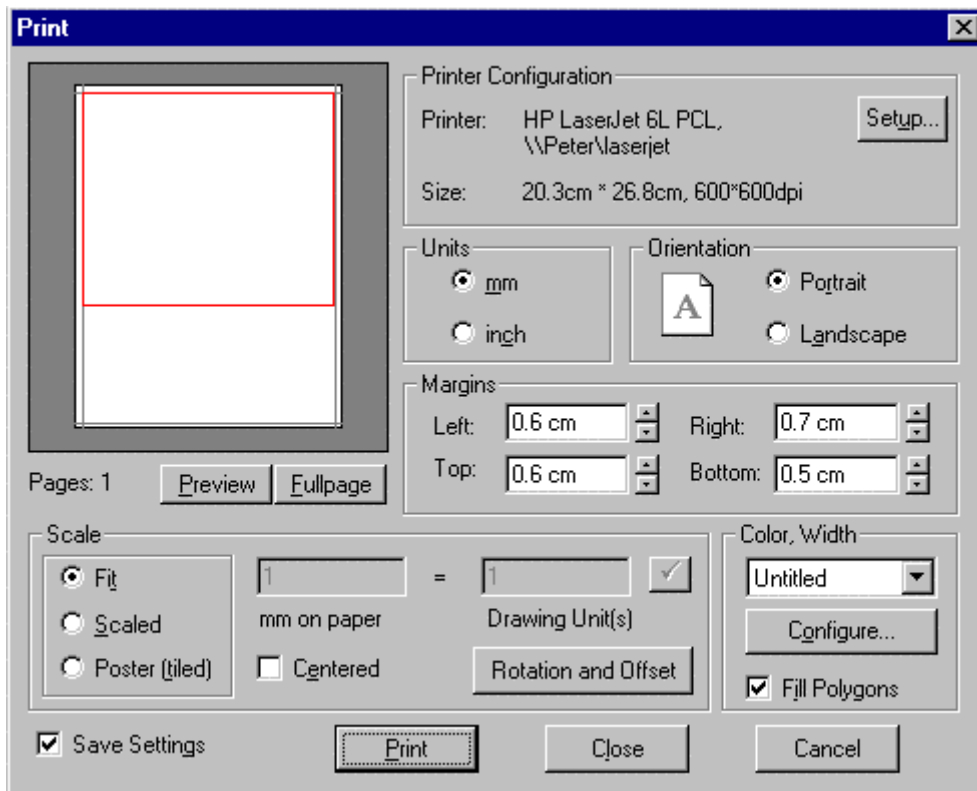 Print
Printer Configuration
Printer: HP LaserJet 6L PCL, Setup...
\\Peter\laserjet
Size: 20.3cm * 26.8cm, 600*600dpi
Units
mm
inch
Orientation
A
Portrait
Landscape
Margins
Left: 0.6 cm Right: 0.7 cm
Top: 0.6 cm Bottom: 0.5 cm
Pages: 1 Preview Fullpage
Scale
Fit 1 = 1
Scaled mm on paper Drawing Unit(s)
Poster (tiled) Centered Rotation and Offset
Color, Width
Untitled
Configure...
Fill Polygons
Save Settings Print Close Cancel